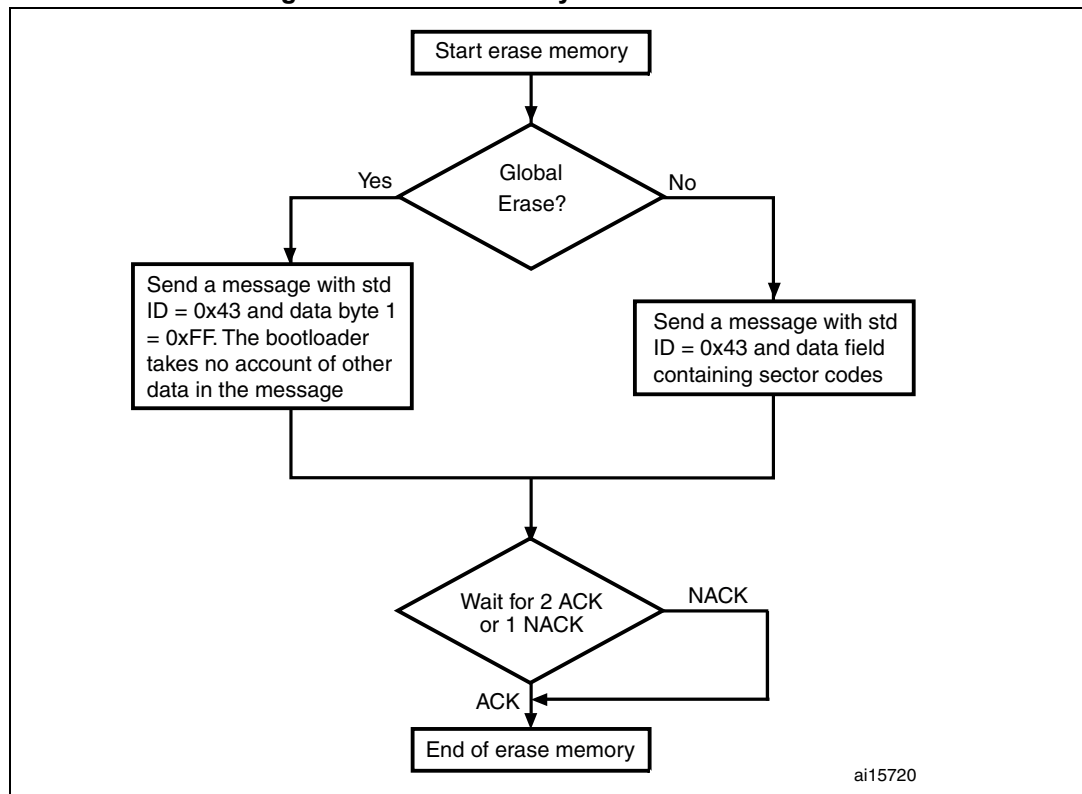 Start erase memory
Global
Erase?
Yes
No
Send a message with std
ID = 0x43 and data byte 1
= 0xFF. The bootloader
takes no account of other
data in the message
Send a message with std
ID = 0x43 and data field
containing sector codes
Wait for 2 ACK
or 1 NACK
NACK
ACK
End of erase memory
ai15720